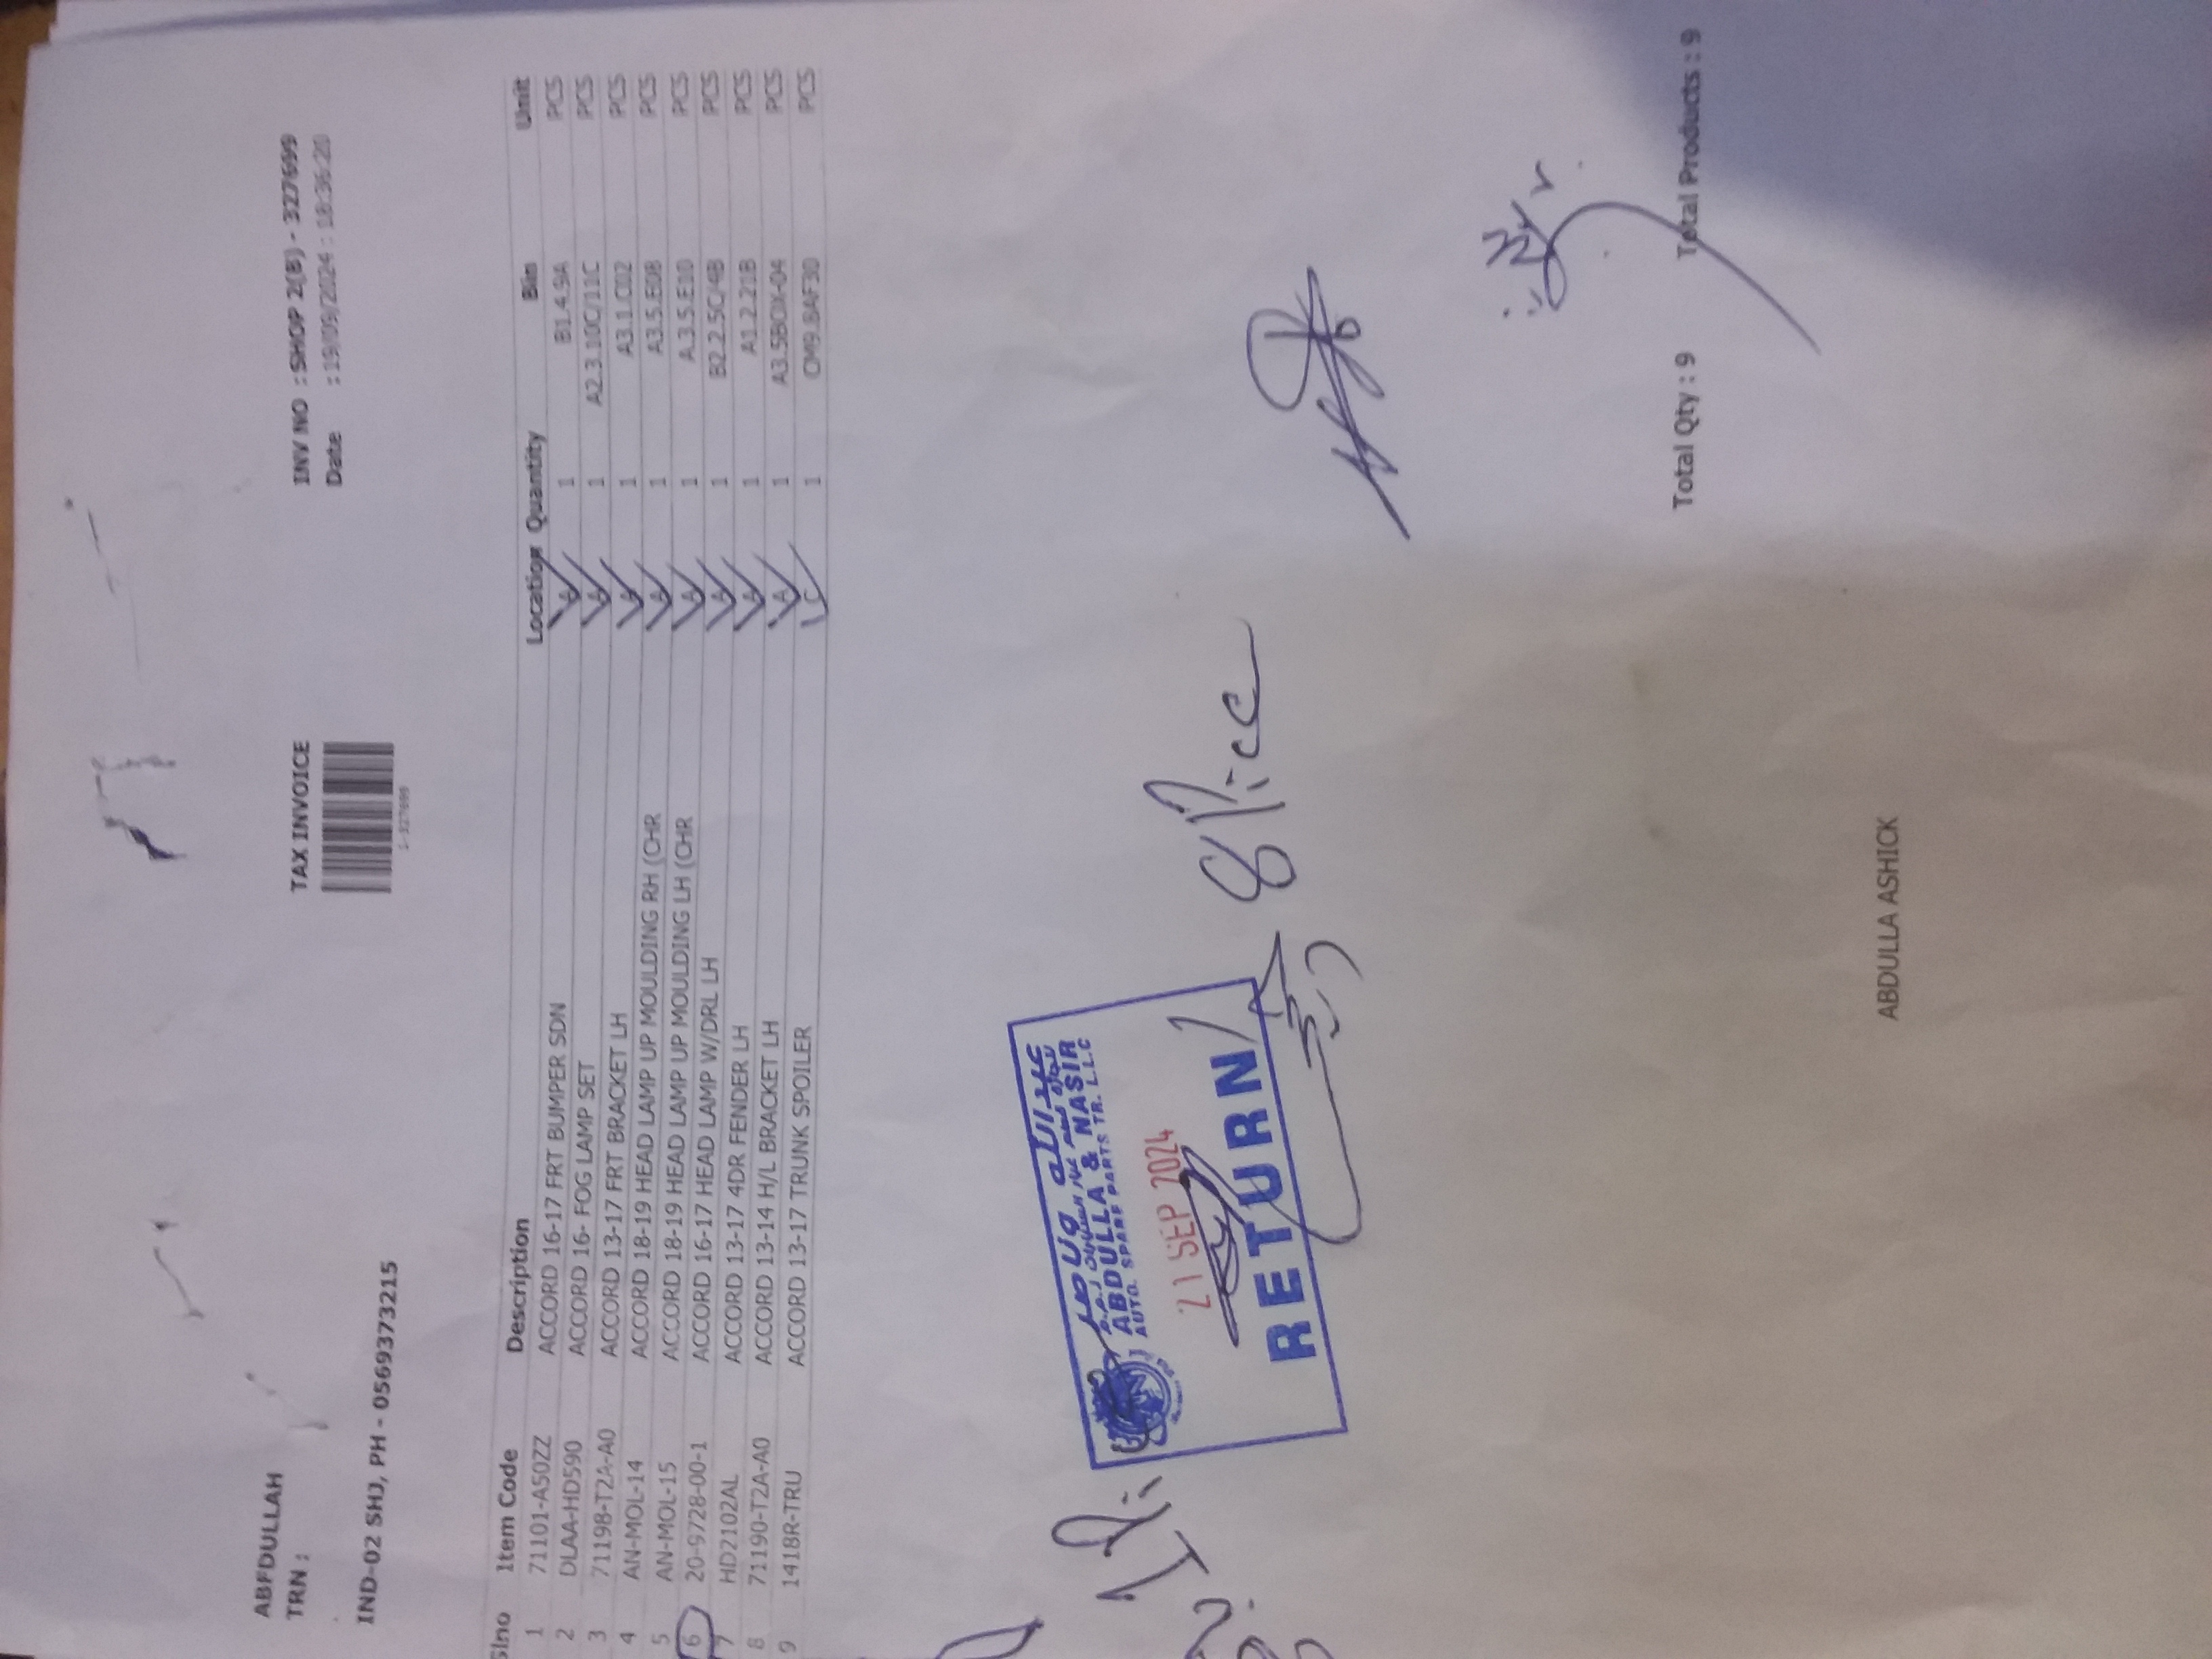 TAX INVOICE
ABFDULLAH
INV NO : SHOP 2(B) - 327699
TRN :
Date : 19/09/2024 : 18:36:20
IND-02 SHJ, PH - 0569373215
1-327699
Slno Item Code Description Location Quantity Bin Unit
1 71101-A50ZZ ACCORD 16-17 FRT BUMPER SDN A 1 B1.4.9A PCS
2 DLAA-HD590 ACCORD 16- FOG LAMP SET A 1 A2.3.10C/11C PCS
3 71198-T2A-A0 ACCORD 13-17 FRT BRACKET LH A 1 A3.1.C02 PCS
4 AN-MOL-14 ACCORD 18-19 HEAD LAMP UP MOULDING RH (CHR A 1 A3.5.E08 PCS
5 AN-MOL-15 ACCORD 18-19 HEAD LAMP UP MOULDING LH (CHR A 1 A.3.5.E10 PCS
6 20-9728-00-1 ACCORD 16-17 HEAD LAMP W/DRL LH A 1 B2.2.5C/4B PCS
7 HD2102AL ACCORD 13-17 4DR FENDER LH A 1 A1.2.21B PCS
8 71190-T2A-A0 ACCORD 13-14 H/L BRACKET LH A 1 A3.5BOX-04 PCS
9 1418R-TRU ACCORD 13-17 TRUNK SPOILER C 1 CM9.BAF30 PCS
ABDULLA & NASIR
AUTO. SPARE PARTS TR. L.L.C
21 SEP 2024
RETURN
8 Pice
Total Qty : 9 Total Products : 9
ABDULLA ASHICK